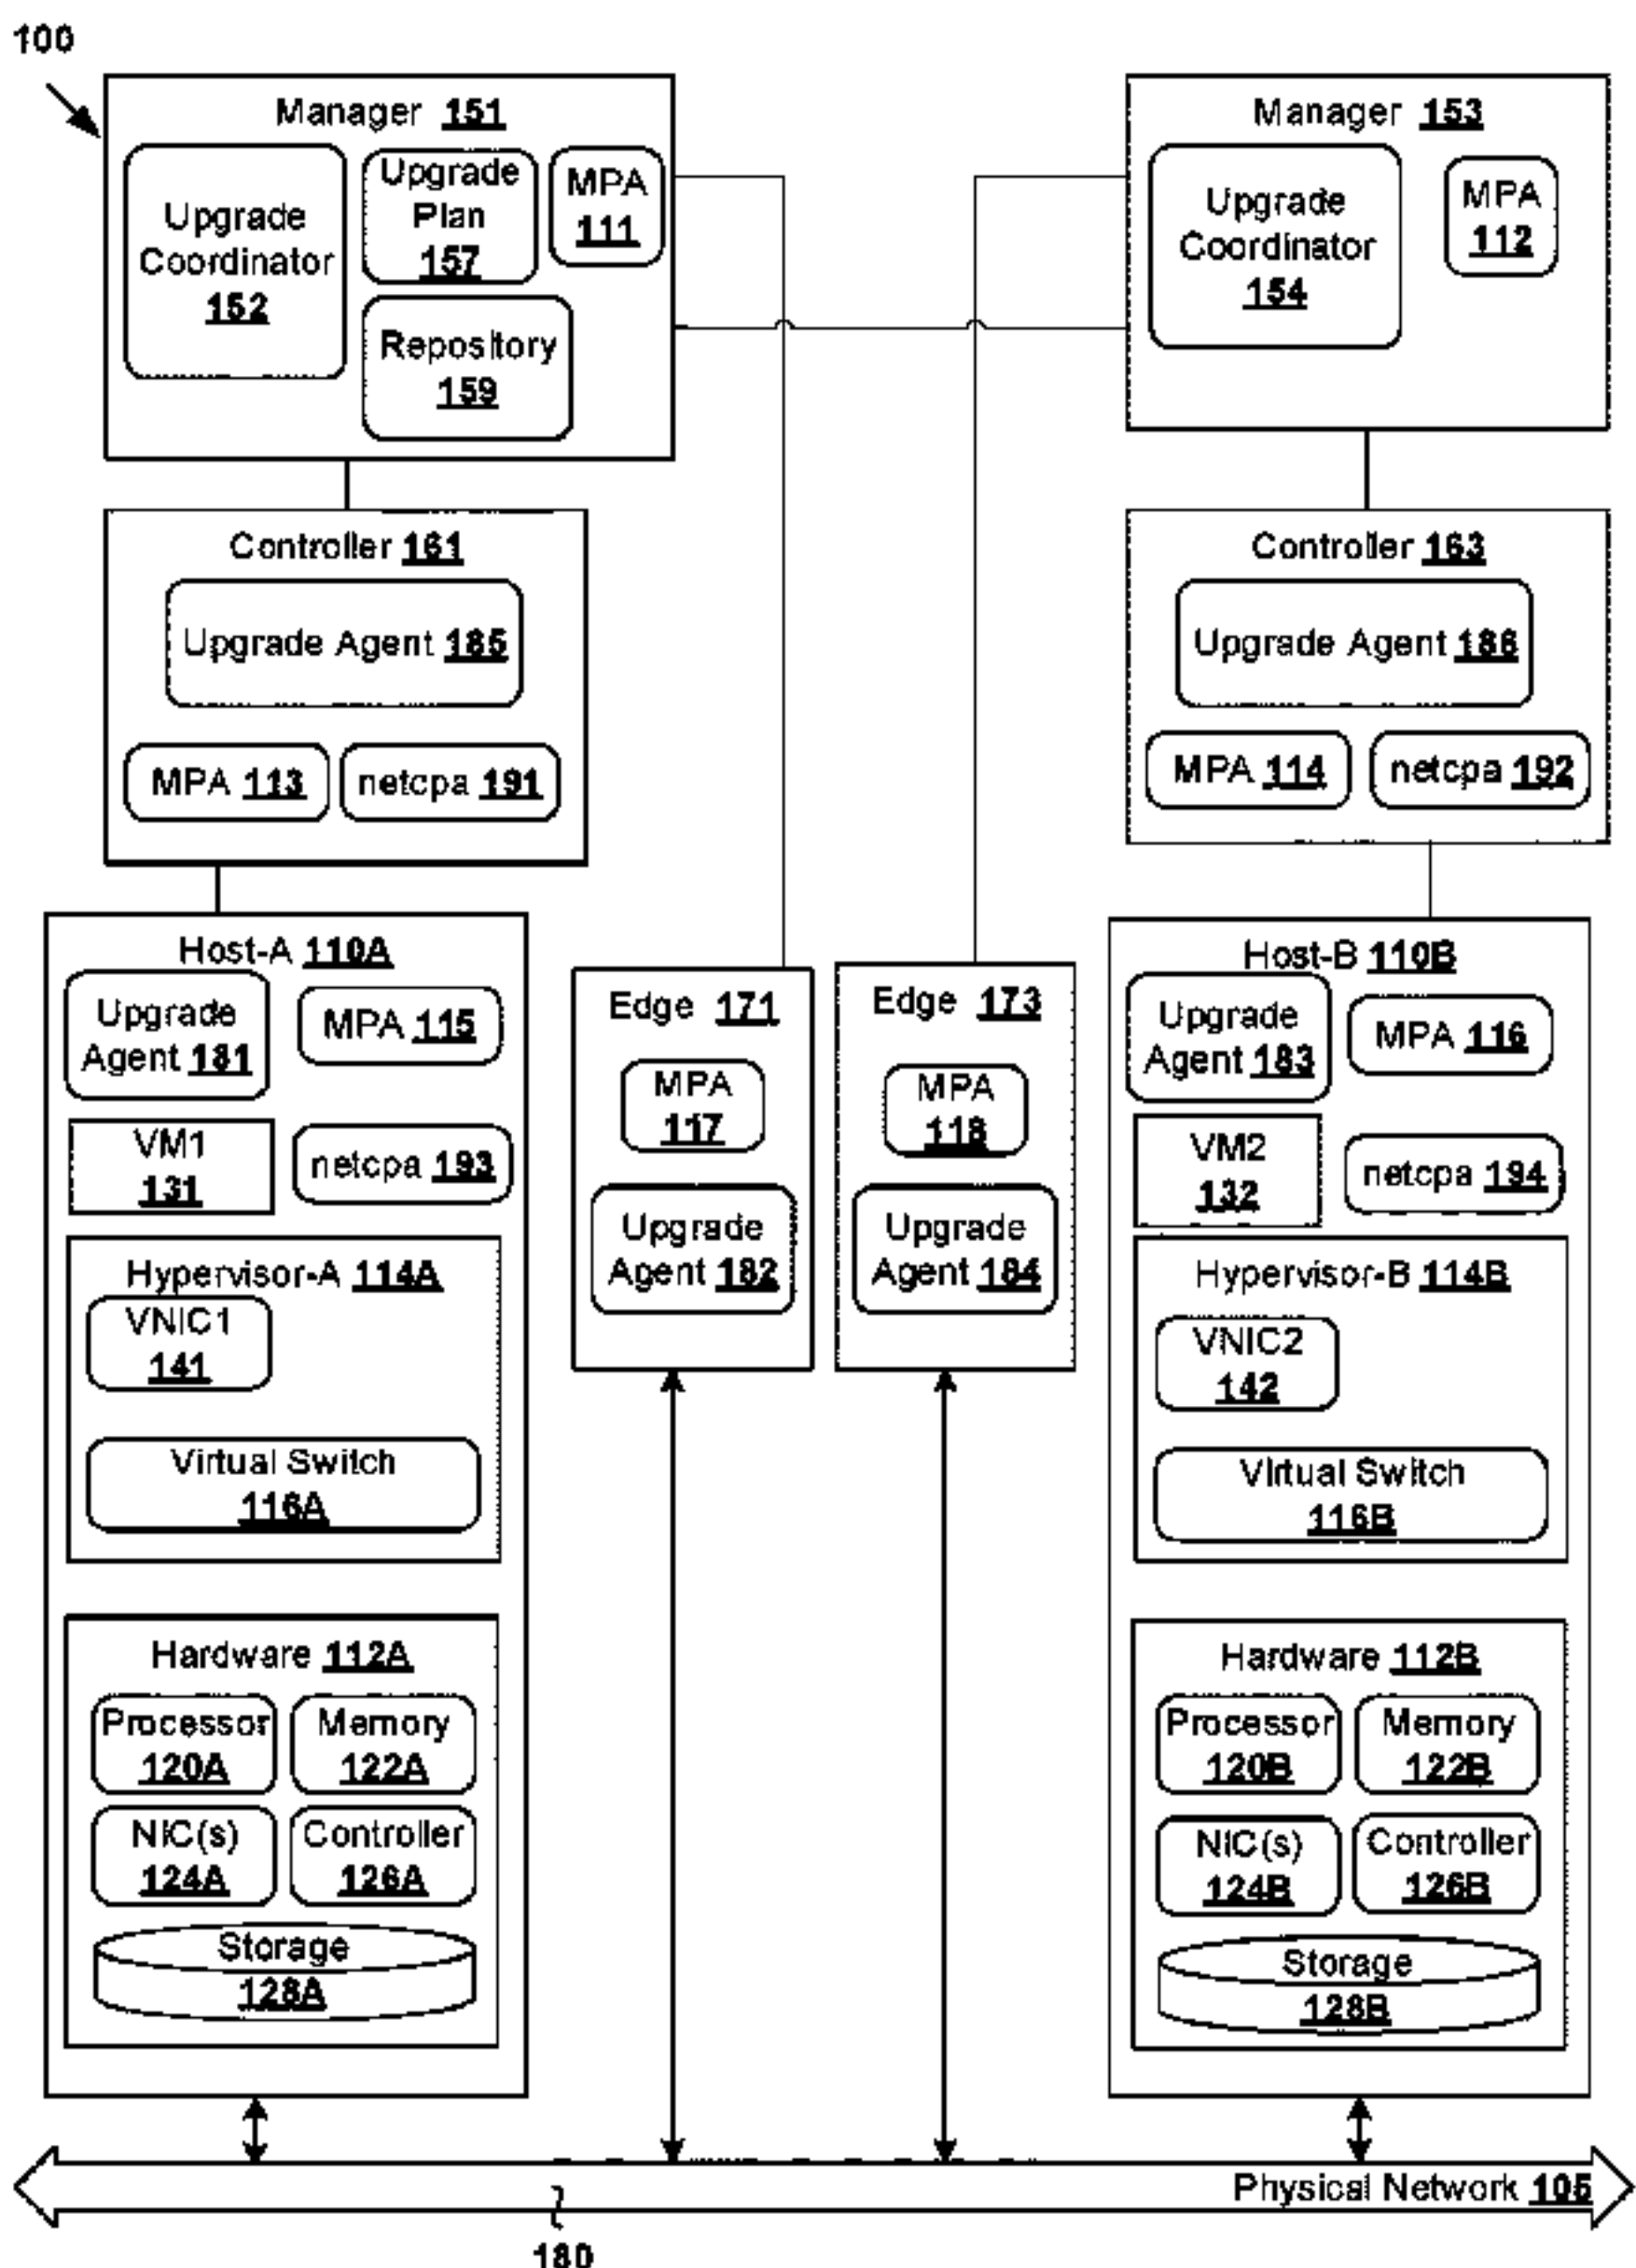 100
Manager 151
Upgrade
Coordinator
152
Upgrade
Plan
157
MPA
111
Repository
159
Manager 153
Upgrade
Coordinator
154
MPA
112
Controller 161
Upgrade Agent 185
MPA 113
netcpa 191
Controller 163
Upgrade Agent 186
MPA 114
netcpa 192
Host-A 110A
Upgrade
Agent 181
MPA 115
VM1
131
netcpa 193
Hypervisor-A 114A
VNIC1
141
Virtual Switch
116A
Hardware 112A
Processor
120A
Memory
122A
NIC(s)
124A
Controller
126A
Storage
128A
Edge 171
MPA
117
Upgrade
Agent 182
Edge 173
MPA
118
Upgrade
Agent 184
Host-B 110B
Upgrade
Agent 183
MPA 116
VM2
132
netcpa 194
Hypervisor-B 114B
VNIC2
142
Virtual Switch
116B
Hardware 112B
Processor
120B
Memory
122B
NIC(s)
124B
Controller
126B
Storage
128B
Physical Network 105
180